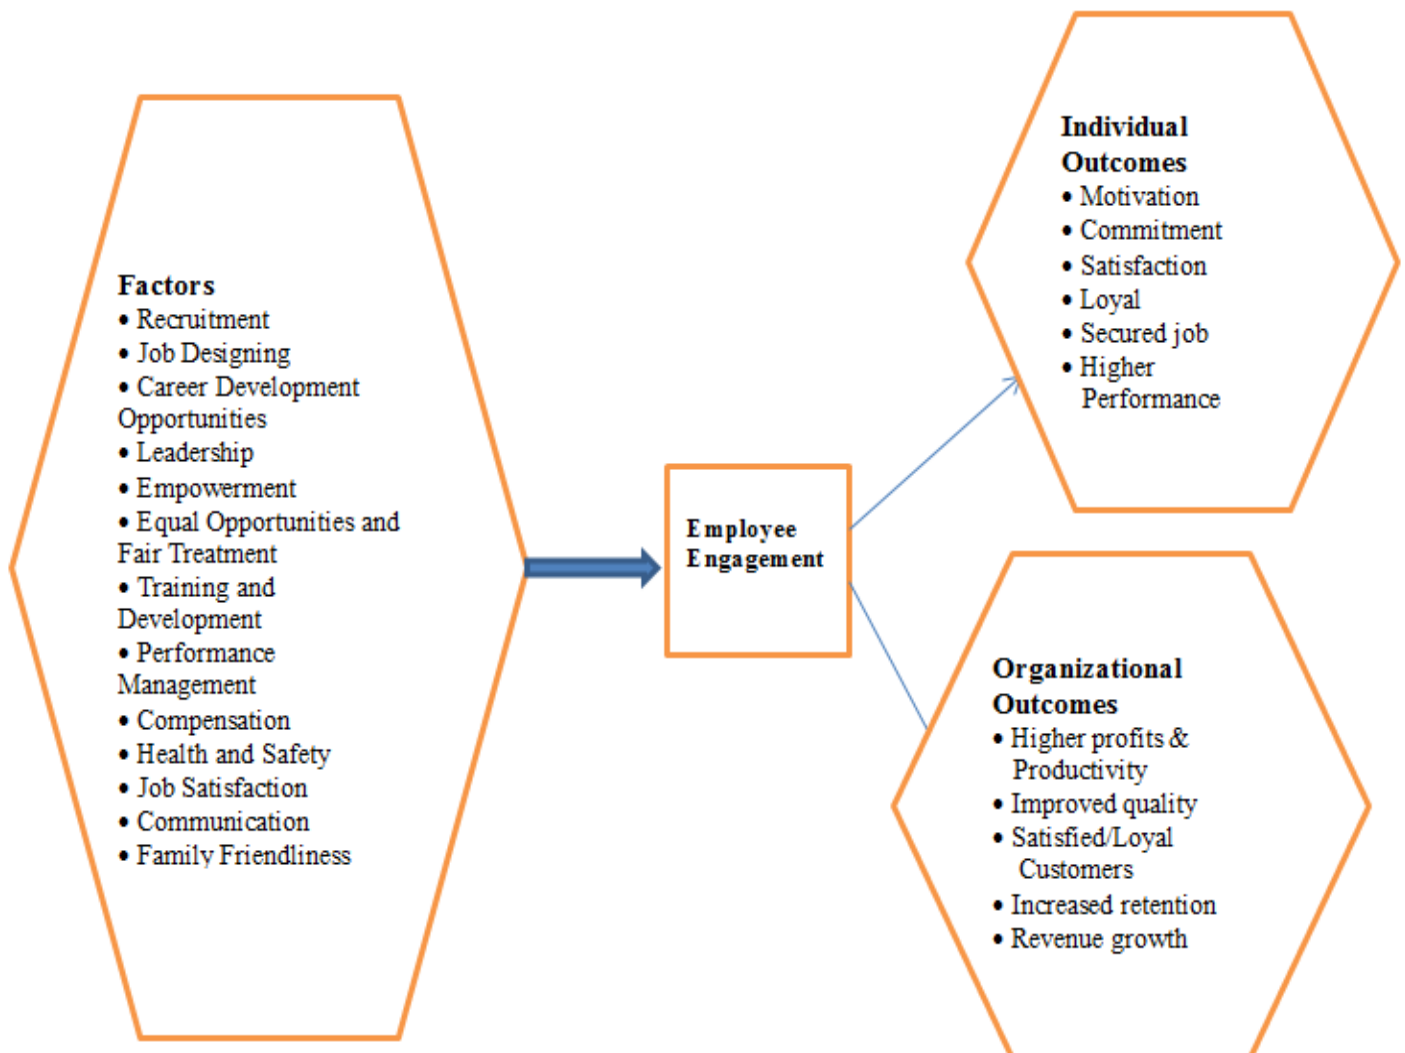 Factors
• Recruitment
• Job Designing
• Career Development
Opportunities
• Leadership
• Empowerment
• Equal Opportunities and
Fair Treatment
• Training and
Development
• Performance
Management
• Compensation
• Health and Safety
• Job Satisfaction
• Communication
• Family Friendliness
Employee
Engagement
Individual
Outcomes
• Motivation
• Commitment
• Satisfaction
• Loyal
• Secured job
• Higher
Performance
Organizational
Outcomes
• Higher profits &
Productivity
• Improved quality
• Satisfied/Loyal
Customers
• Increased retention
• Revenue growth